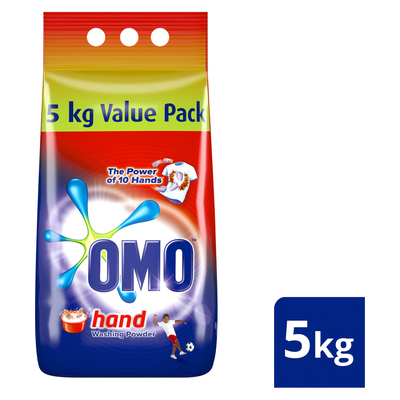 5 kg Value Pack
The Power
of 10 Hands
OMO
hand
Washing Powder
5kg